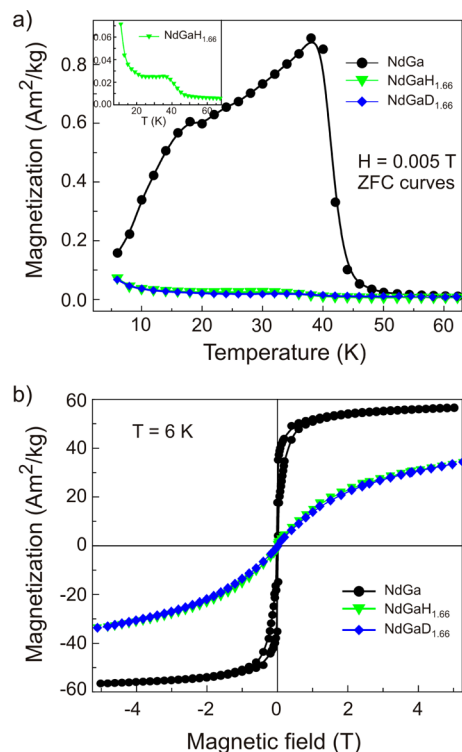 a)
0.06
0.04
0.02
0.00
10 20 30 40 50 60
T (K)
NdGaH1.66
0.8
0.6
0.4
0.2
0.0
10 20 30 40 50 60
Magnetization (Am²/kg)
Temperature (K)
NdGa
NdGaH1.66
NdGaD1.66
H = 0.005 T
ZFC curves
b)
T = 6 K
60
40
20
0
-20
-40
-60
-4 -2 0 2 4
Magnetization (Am²/kg)
Magnetic field (T)
NdGa
NdGaH1.66
NdGaD1.66